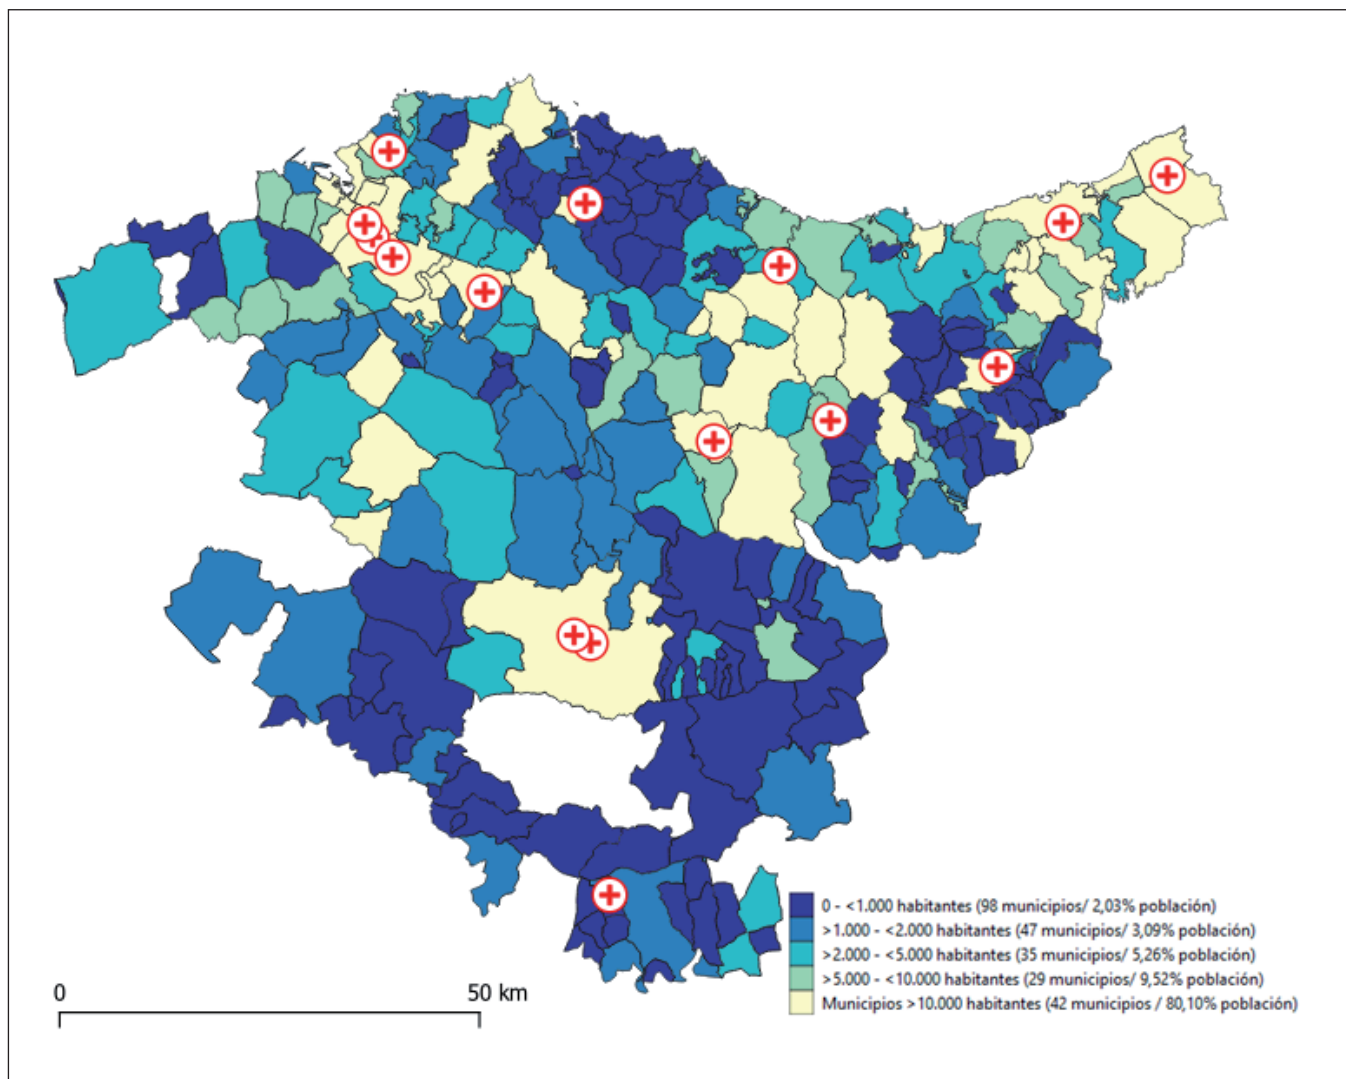 0 - <1.000 habitantes (98 municipios/ 2,03% población)
>1.000 - <2.000 habitantes (47 municipios/ 3,09% población)
>2.000 - <5.000 habitantes (35 municipios/ 5,26% población)
>5.000 - <10.000 habitantes (29 municipios/ 9,52% población)
Municipios >10.000 habitantes (42 municipios / 80,10% población)
0 50 km